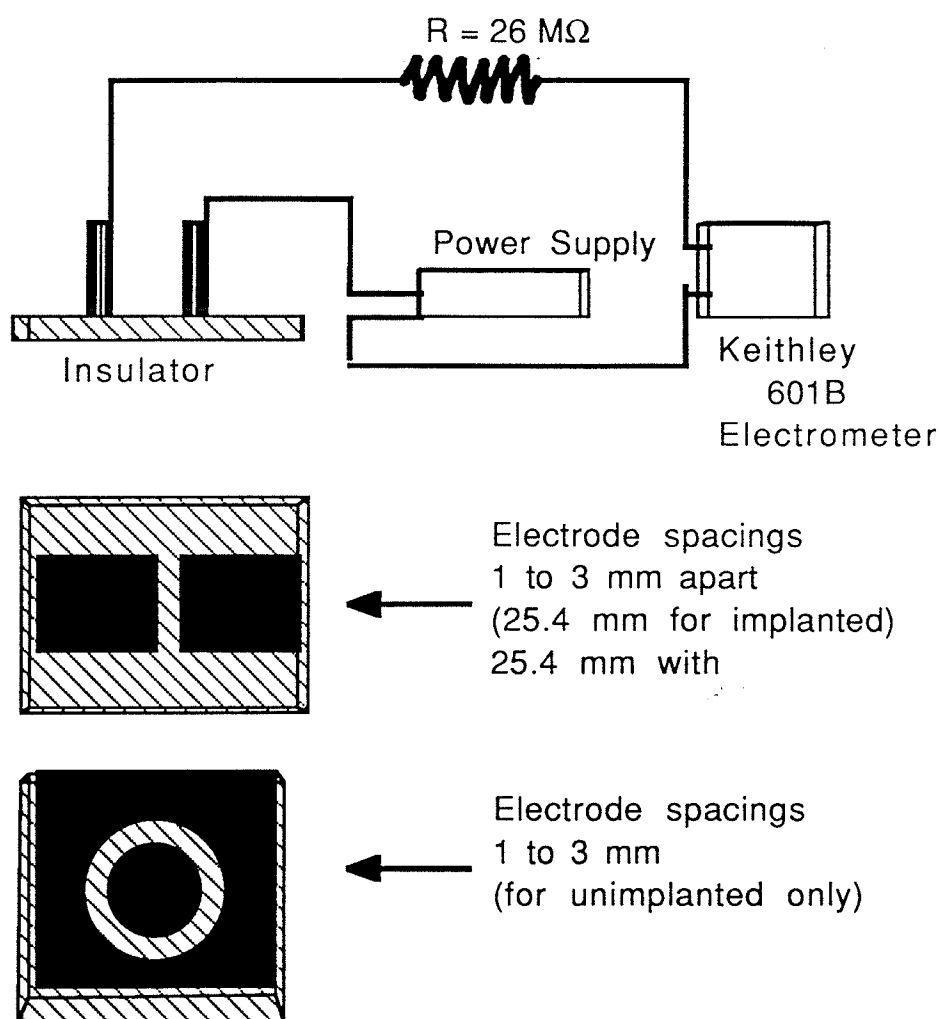 R = 26 MΩ
Power Supply
Insulator
Keithley
601B
Electrometer
Electrode spacings
1 to 3 mm apart
(25.4 mm for implanted)
25.4 mm with
Electrode spacings
1 to 3 mm
(for unimplanted only)